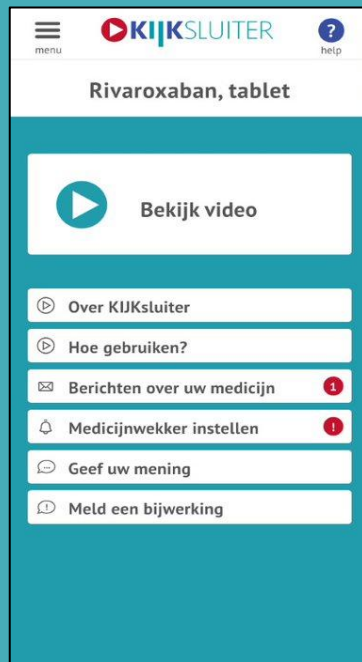 menu
KIJKSLUITER
?
help
Rivaroxaban, tablet
Bekijk video
Over KIJKsluiter
Hoe gebruiken?
Berichten over uw medicijn 1
Medicijnwekker instellen !
Geef uw mening
Meld een bijwerking